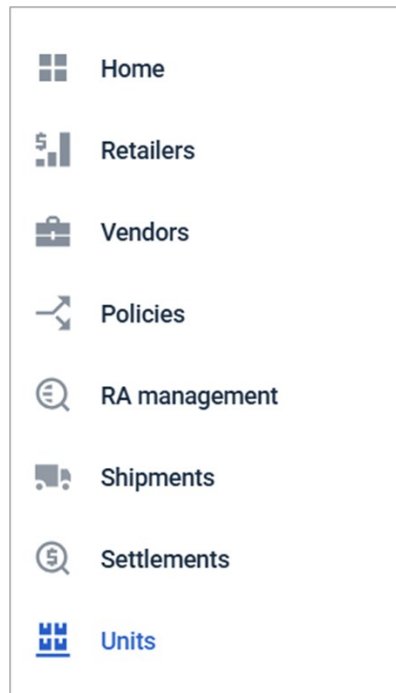 Home
Retailers
Vendors
Policies
RA management
Shipments
Settlements
Units